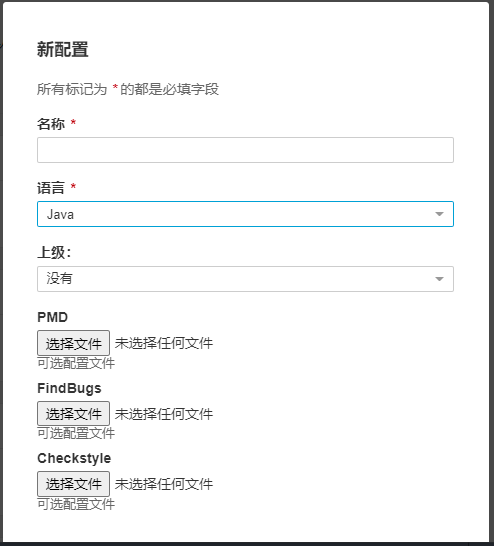 新配置
所有标记为 *的都是必填字段
名称 *
语言 *
Java
上级：
没有
PMD
选择文件 未选择任何文件
可选配置文件
FindBugs
选择文件 未选择任何文件
可选配置文件
Checkstyle
选择文件 未选择任何文件
可选配置文件